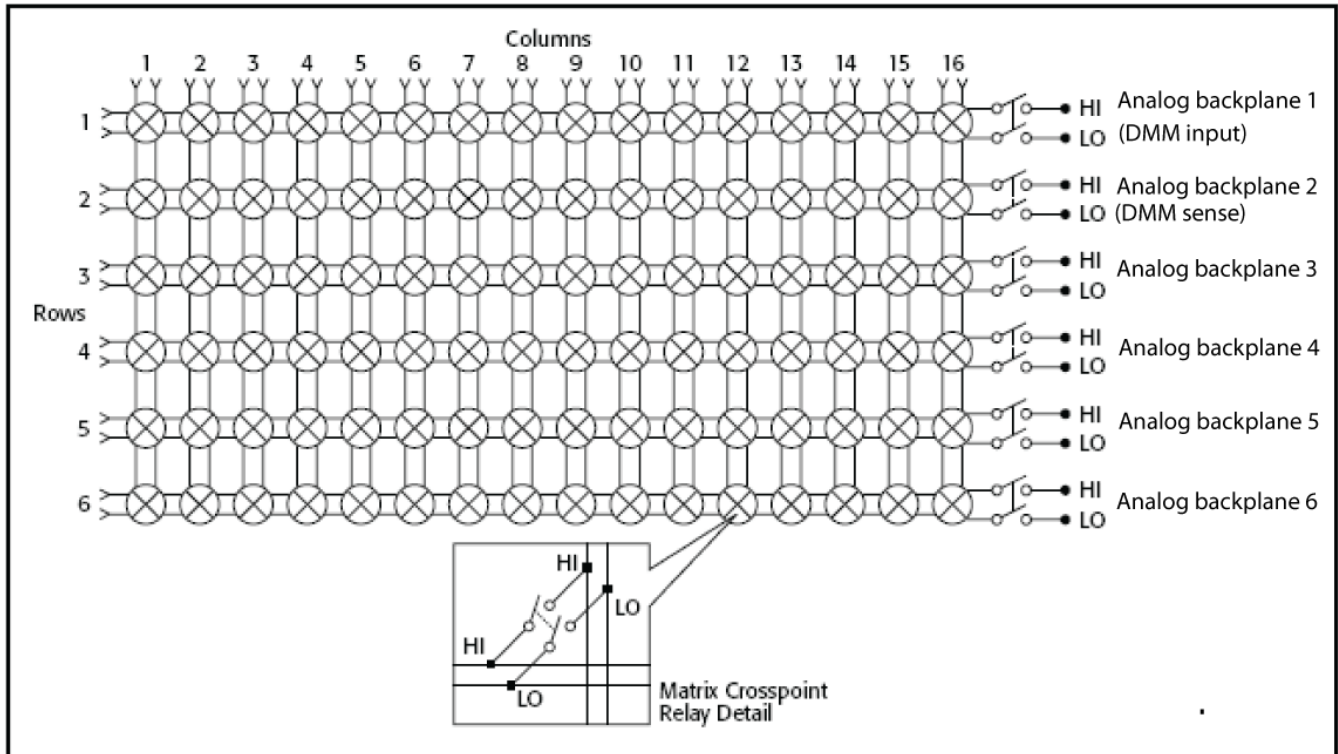 Columns
1 2 3 4 5 6 7 8 9 10 11 12 13 14 15 16
1 HI Analog backplane 1
LO (DMM input)
2 HI Analog backplane 2
LO (DMM sense)
3 HI Analog backplane 3
LO
Rows
4 HI Analog backplane 4
LO
5 HI Analog backplane 5
LO
6 HI Analog backplane 6
LO
HI
LO
HI
LO
Matrix Crosspoint
Relay Detail